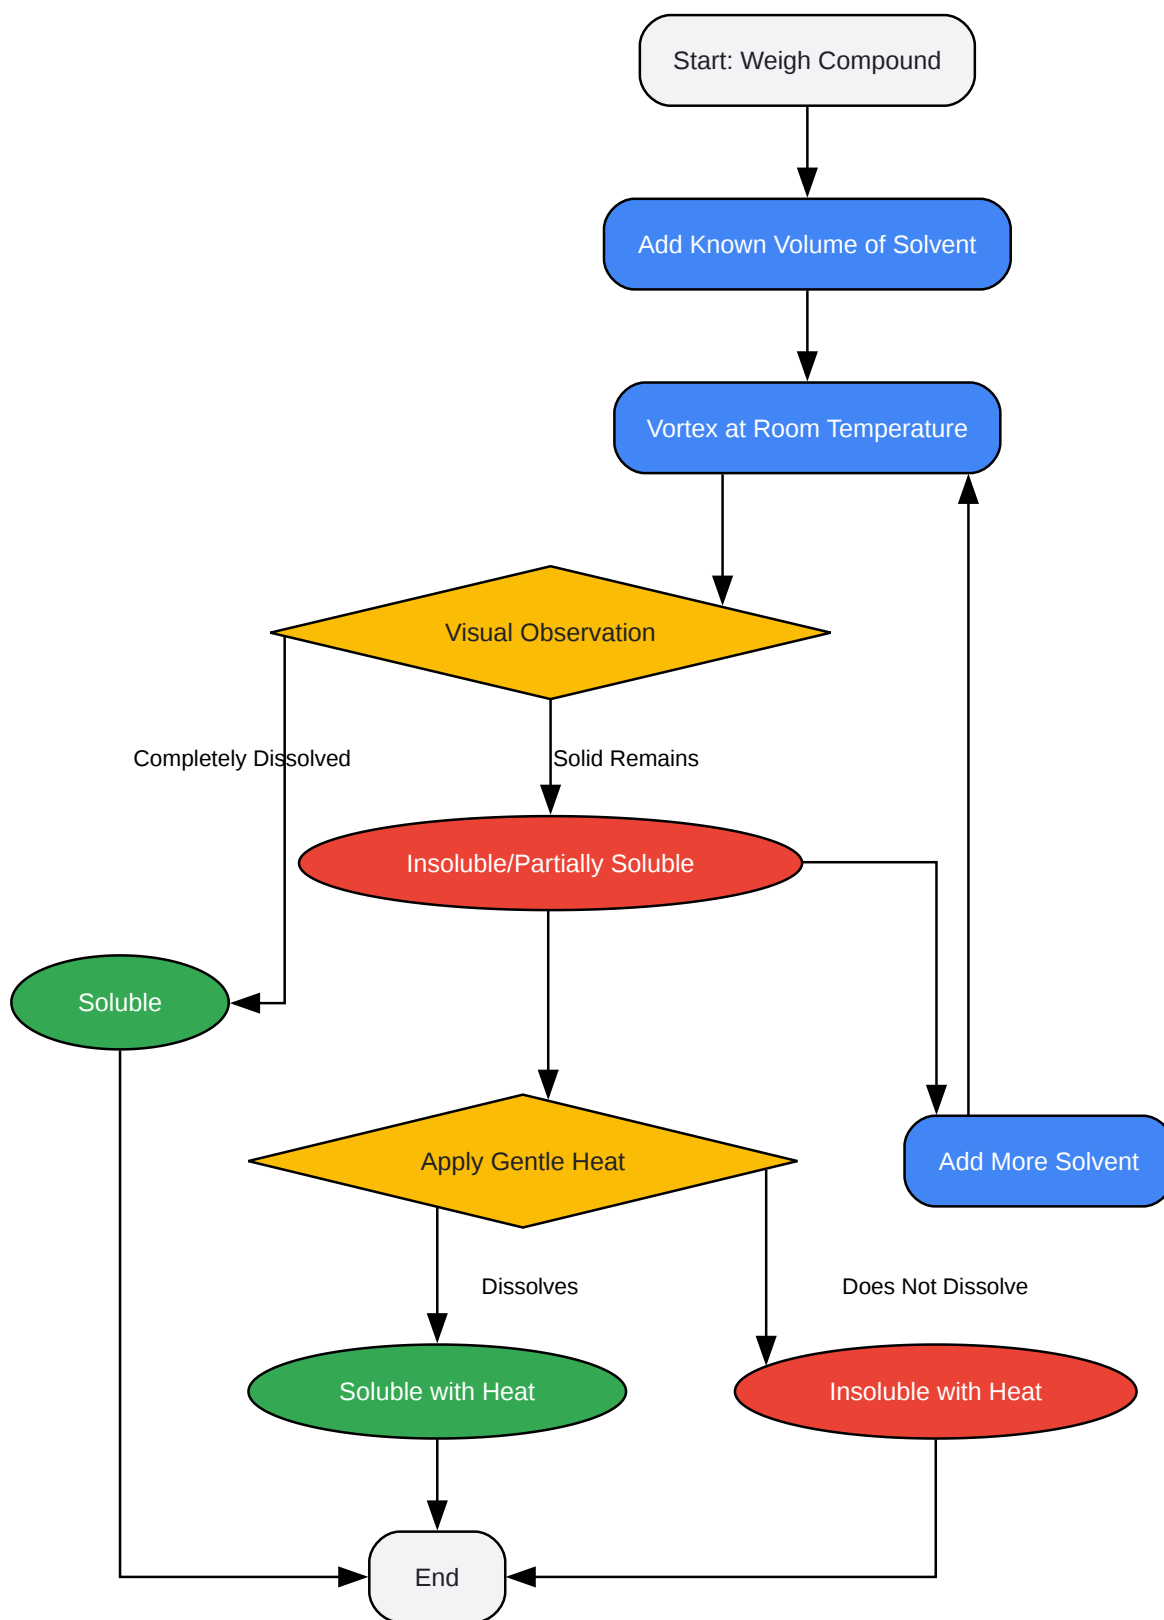 Start: Weigh Compound
Add Known Volume of Solvent
Vortex at Room Temperature
Visual Observation
Completely Dissolved
Solid Remains
Insoluble/Partially Soluble
Soluble
Apply Gentle Heat
Add More Solvent
Dissolves
Does Not Dissolve
Soluble with Heat
Insoluble with Heat
End